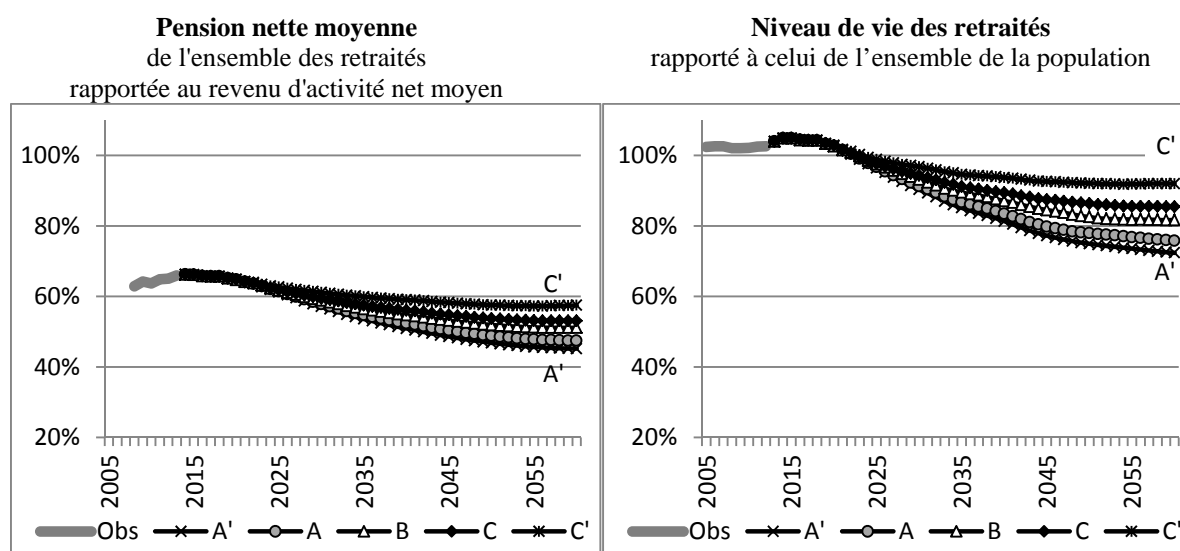 Pension nette moyenne
de l'ensemble des retraités
rapportée au revenu d'activité net moyen
100%
80%
60%
40%
20%
C'
A'
2005
2015
2025
2035
2045
2055
Obs A' A B C C'
Niveau de vie des retraités
rapporté à celui de l’ensemble de la population
100%
80%
60%
40%
20%
C'
A'
2005
2015
2025
2035
2045
2055
Obs A' A B C C'